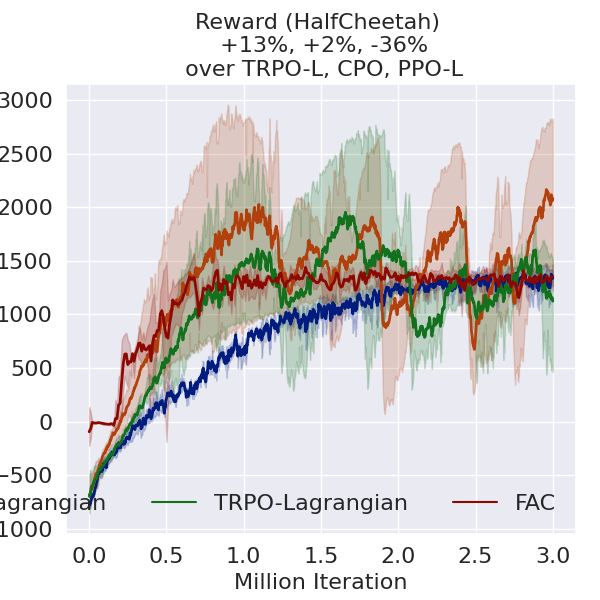 Reward (HalfCheetah)
+13%, +2%, -36%
over TRPO-L, CPO, PPO-L
3000
2500
2000
1500
1000
500
0
−500
1000
agrangian TRPO-Lagrangian FAC
0.0 0.5 1.0 1.5 2.0 2.5 3.0
Million Iteration